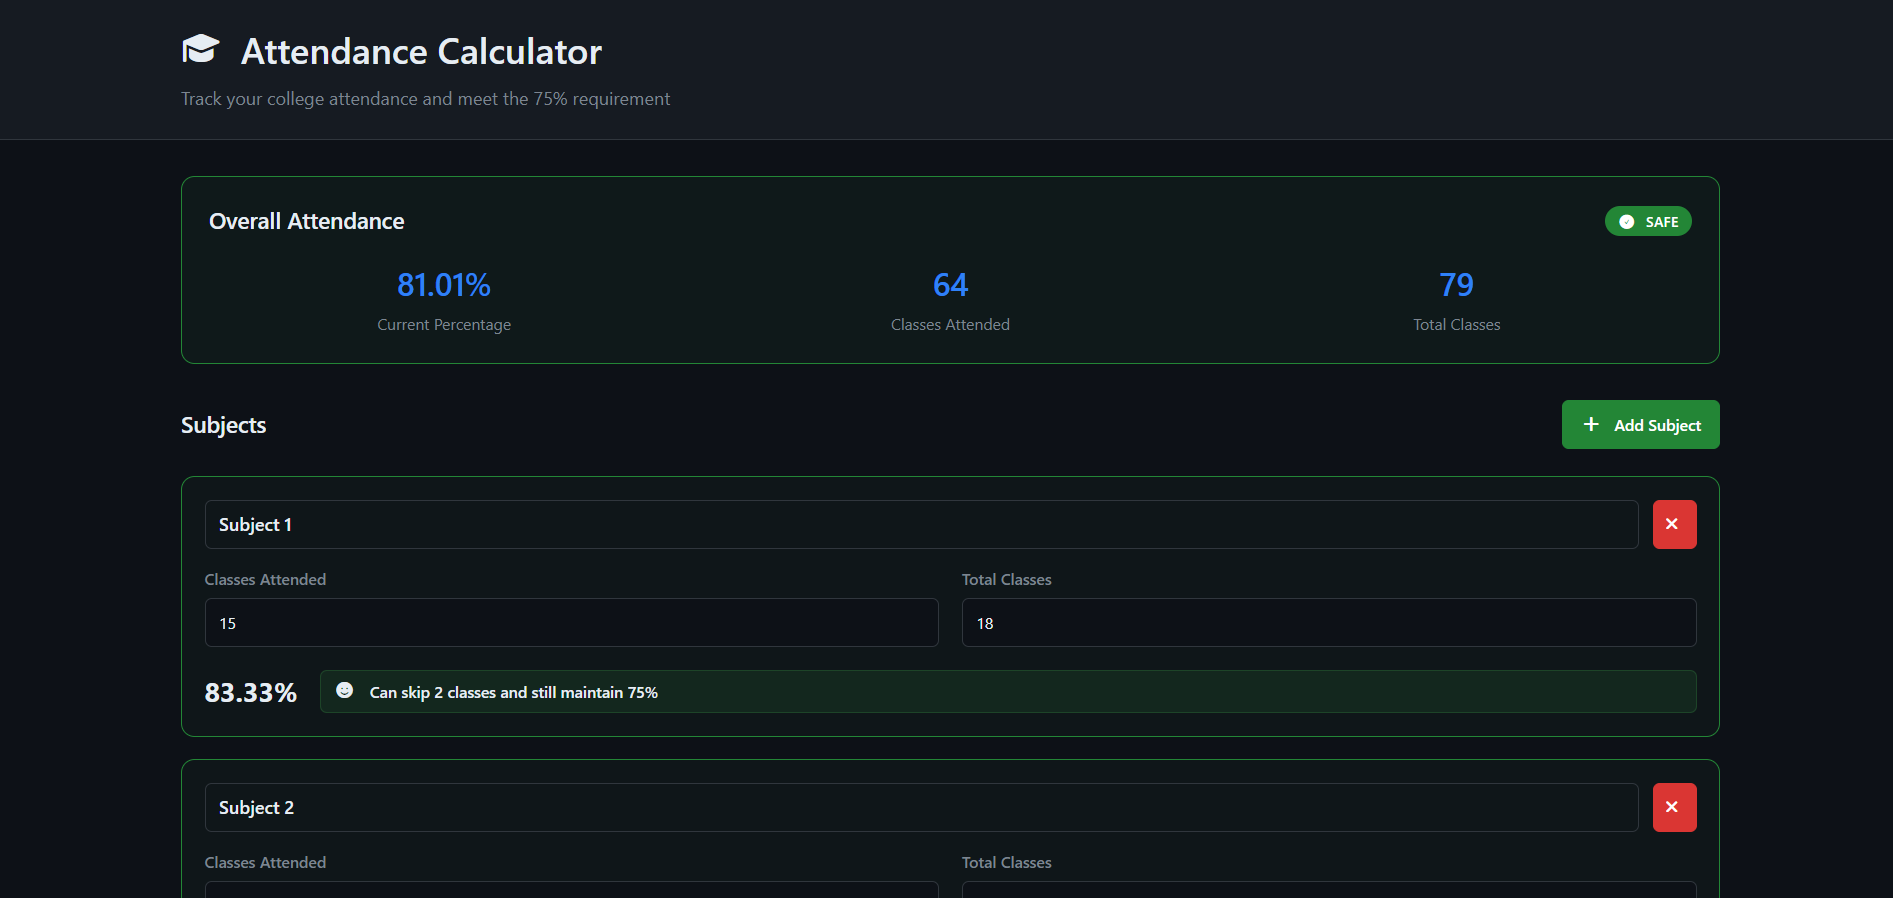 Attendance Calculator
Track your college attendance and meet the 75% requirement
Overall Attendance
SAFE
81.01%
64
79
Current Percentage
Classes Attended
Total Classes
Subjects
Add Subject
Subject 1
Classes Attended
Total Classes
15
18
83.33%
Can skip 2 classes and still maintain 75%
Subject 2
Classes Attended
Total Classes